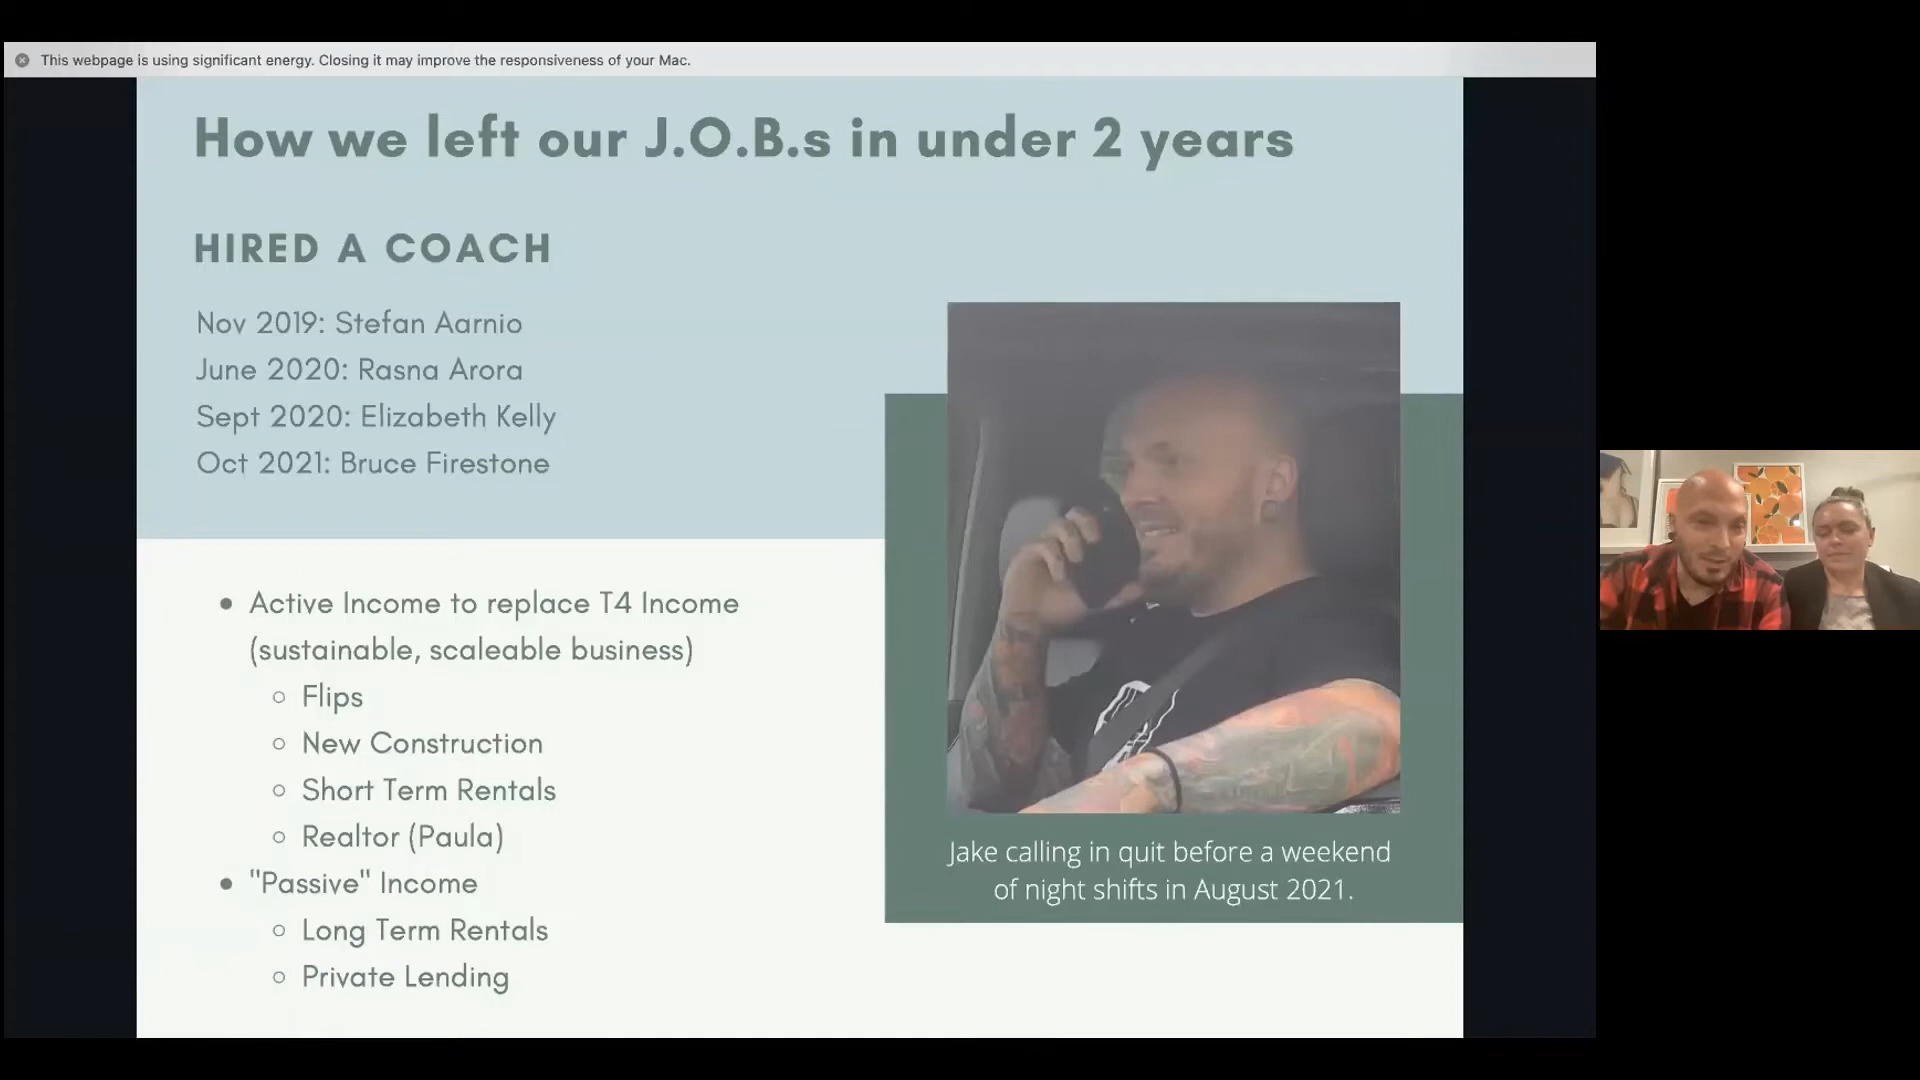 This webpage is using significant energy. Closing it may improve the responsiveness of your Mac.
How we left our J.O.B.s in under 2 years
HIRED A COACH
Nov 2019: Stefan Aarnio
June 2020: Rasna Arora
Sept 2020: Elizabeth Kelly
Oct 2021: Bruce Firestone
• Active Income to replace T4 Income
(sustainable, scaleable business)
○ Flips
○ New Construction
○ Short Term Rentals
○ Realtor (Paula)
• "Passive" Income
○ Long Term Rentals
○ Private Lending
Jake calling in quit before a weekend
of night shifts in August 2021.